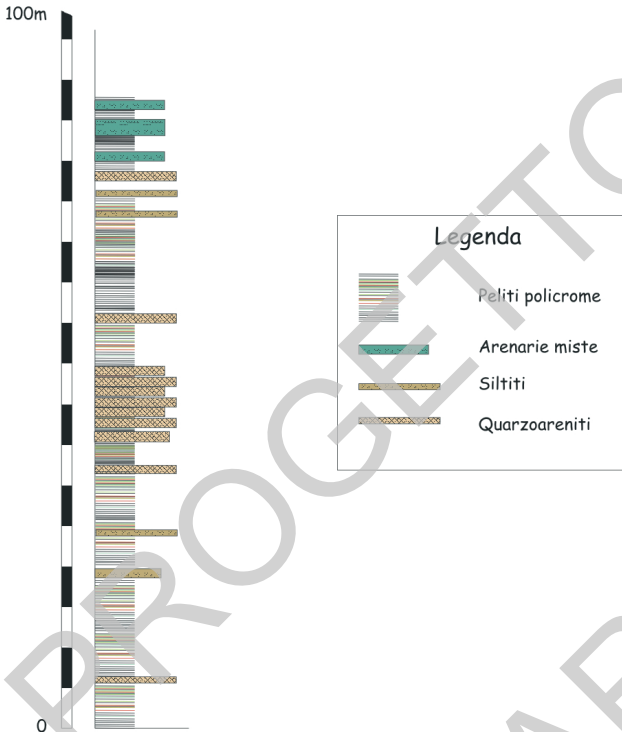 100m
Legenda
Peliti policrome
Arenarie miste
Siltiti
Quarzoareniti
0
PROGETTO